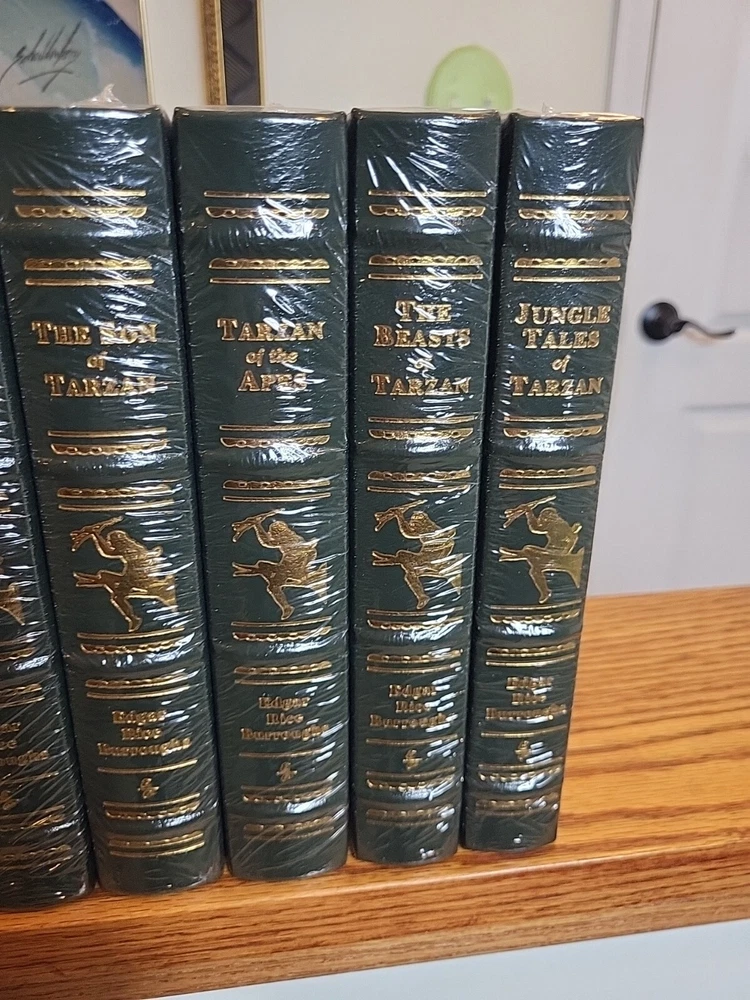 THE SON
of
TARZAN
Edgar
Rice
Burroughs
TARZAN
of the
APES
Edgar
Rice
Burroughs
THE
BEASTS
of
TARZAN
Edgar
Rice
Burroughs
JUNGLE
TALES
of
TARZAN
Edgar
Rice
Burroughs